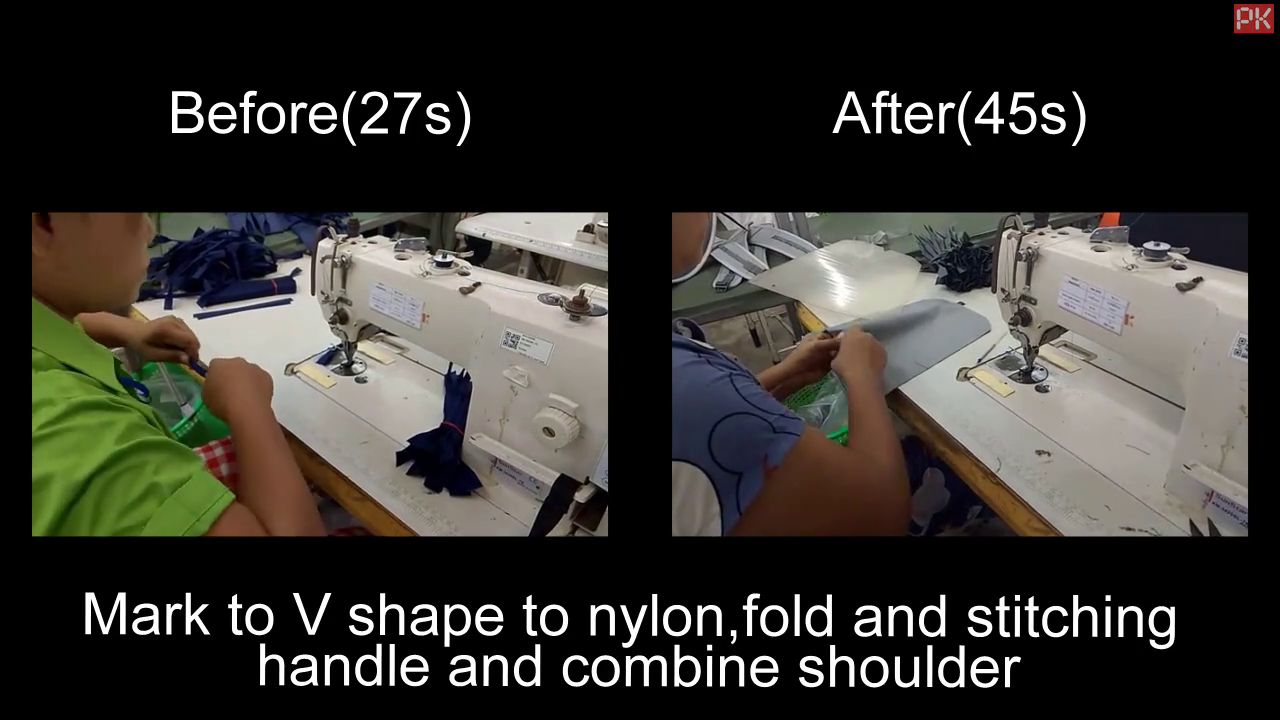 PK
Before(27s)
After(45s)
Mark to V shape to nylon,fold and stitching
handle and combine shoulder